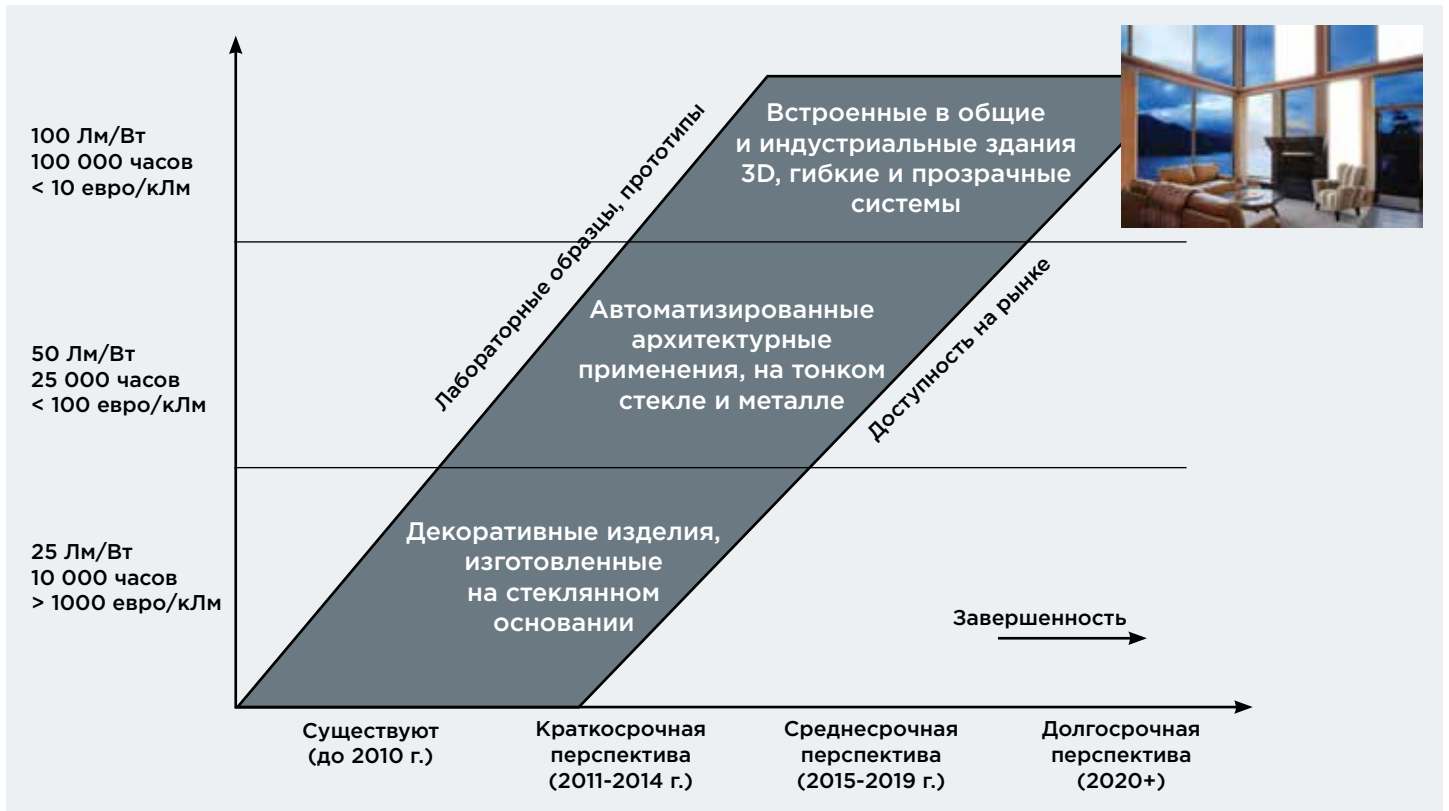 100 Лм/Вт
100 000 часов
< 10 евро/кЛм
Лабораторные образцы, прототипы
Встроенные в общие
и индустриальные здания
3D, гибкие и прозрачные
системы
50 Лм/Вт
25 000 часов
< 100 евро/кЛм
Автоматизированные
архитектурные
применения, на тонком
стекле и металле
Доступность на рынке
25 Лм/Вт
10 000 часов
> 1000 евро/кЛм
Декоративные изделия,
изготовленные
на стеклянном
основании
Завершенность
Существуют
(до 2010 г.)
Краткосрочная
перспектива
(2011-2014 г.)
Среднесрочная
перспектива
(2015-2019 г.)
Долгосрочная
перспектива
(2020+)